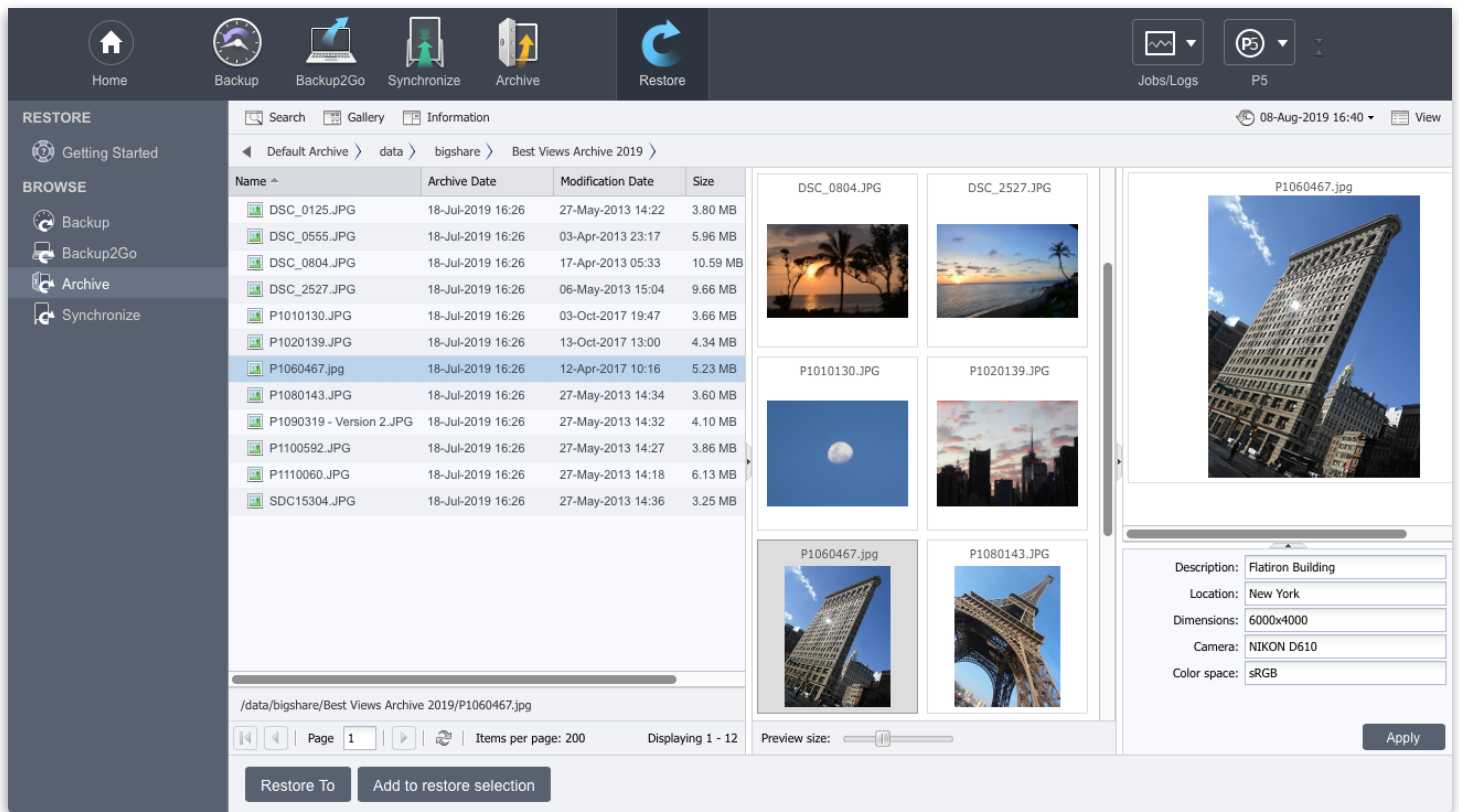 Home
Backup
Backup2Go
Synchronize
Archive
Restore
Jobs/Logs
P5
P5
RESTORE
Getting Started
BROWSE
Backup
Backup2Go
Archive
Synchronize
Search Gallery Information
08-Aug-2019 16:40 View
Default Archive data bigshare Best Views Archive 2019
Name Archive Date Modification Date Size
DSC_0125.JPG 18-Jul-2019 16:26 27-May-2013 14:22 3.80 MB
DSC_0555.JPG 18-Jul-2019 16:26 03-Apr-2013 23:17 5.96 MB
DSC_0804.JPG 18-Jul-2019 16:26 17-Apr-2013 05:33 10.59 MB
DSC_2527.JPG 18-Jul-2019 16:26 06-May-2013 15:04 9.66 MB
P1010130.JPG 18-Jul-2019 16:26 03-Oct-2017 19:47 3.66 MB
P1020139.JPG 18-Jul-2019 16:26 13-Oct-2017 13:00 4.34 MB
P1060467.jpg 18-Jul-2019 16:26 12-Apr-2017 10:16 5.23 MB
P1080143.JPG 18-Jul-2019 16:26 27-May-2013 14:34 3.60 MB
P1090319 - Version 2.JPG 18-Jul-2019 16:26 27-May-2013 14:32 4.10 MB
P1100592.JPG 18-Jul-2019 16:26 27-May-2013 14:27 3.86 MB
P1110060.JPG 18-Jul-2019 16:26 27-May-2013 14:18 6.13 MB
SDC15304.JPG 18-Jul-2019 16:26 27-May-2013 14:36 3.25 MB
/data/bigshare/Best Views Archive 2019/P1060467.jpg
Page 1 Items per page: 200 Displaying 1 - 12
DSC_0804.JPG DSC_2527.JPG
P1010130.JPG P1020139.JPG
P1060467.jpg P1080143.JPG
Preview size:
P1060467.jpg
Description: Flatiron Building
Location: New York
Dimensions: 6000x4000
Camera: NIKON D610
Color space: sRGB
Apply
Restore To Add to restore selection